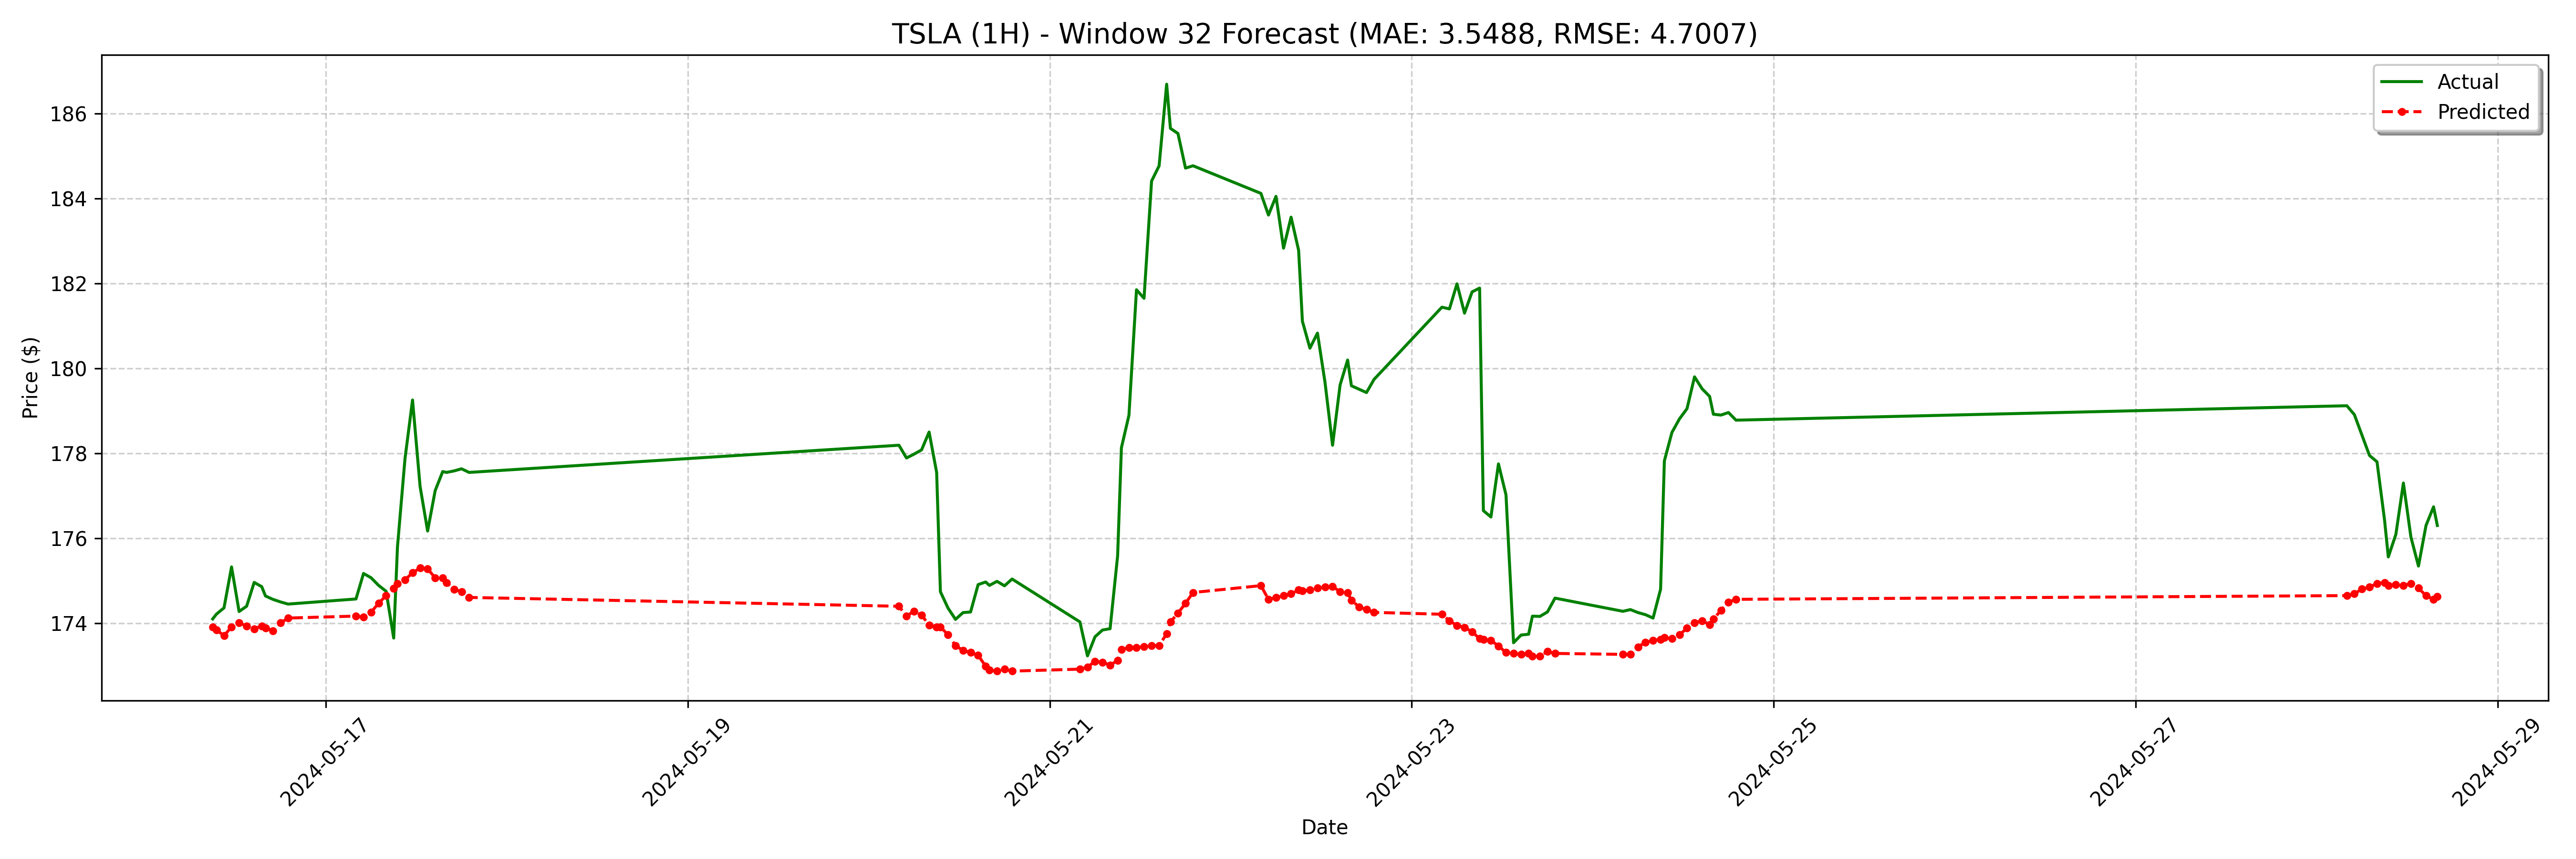 TSLA (1H) - Window 32 Forecast (MAE: 3.5488, RMSE: 4.7007)
Actual
Predicted
Price ($)
186
184
182
180
178
176
174
2024-05-17
2024-05-19
2024-05-21
2024-05-23
2024-05-25
2024-05-27
2024-05-29
Date